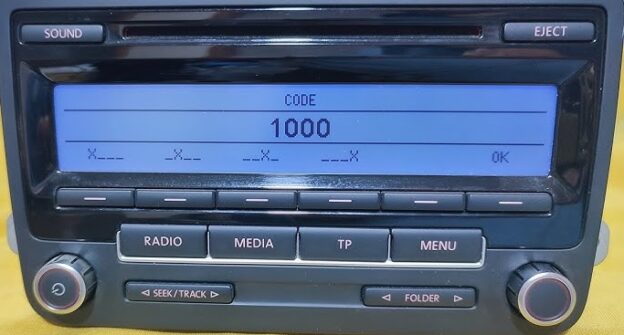 SOUND EJECT
CODE
1000
X___ _X__ __X_ ___X OK
RADIO MEDIA TP MENU
SEEK/TRACK FOLDER